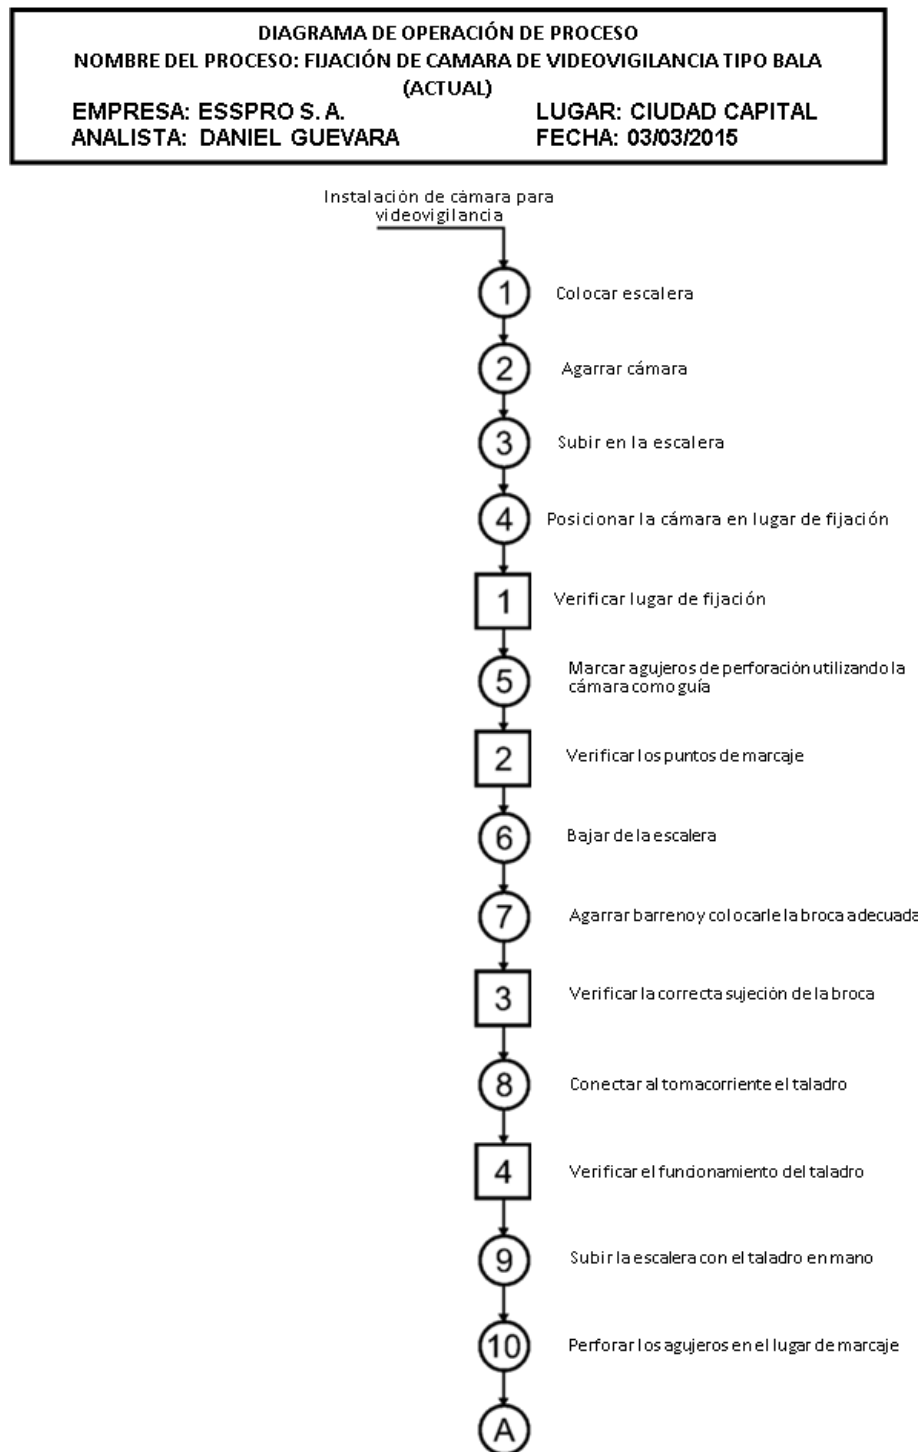 DIAGRAMA DE OPERACIÓN DE PROCESO
NOMBRE DEL PROCESO: FIJACIÓN DE CAMARA DE VIDEOVIGILANCIA TIPO BALA
(ACTUAL)
EMPRESA: ESSPRO S. A. LUGAR: CIUDAD CAPITAL
ANALISTA: DANIEL GUEVARA FECHA: 03/03/2015
Instalación de cámara para
videovigilancia
1 Colocar escalera
2 Agarrar cámara
3 Subir en la escalera
4 Posicionar la cámara en lugar de fijación
1 Verificar lugar de fijación
5 Marcar agujeros de perforación utilizando la
cámara como guía
2 Verificar los puntos de marcaje
6 Bajar de la escalera
7 Agarrar barreno y colocarle la broca adecuada
3 Verificar la correcta sujeción de la broca
8 Conectar al tomacorriente el taladro
4 Verificar el funcionamiento del taladro
9 Subir la escalera con el taladro en mano
10 Perforar los agujeros en el lugar de marcaje
A